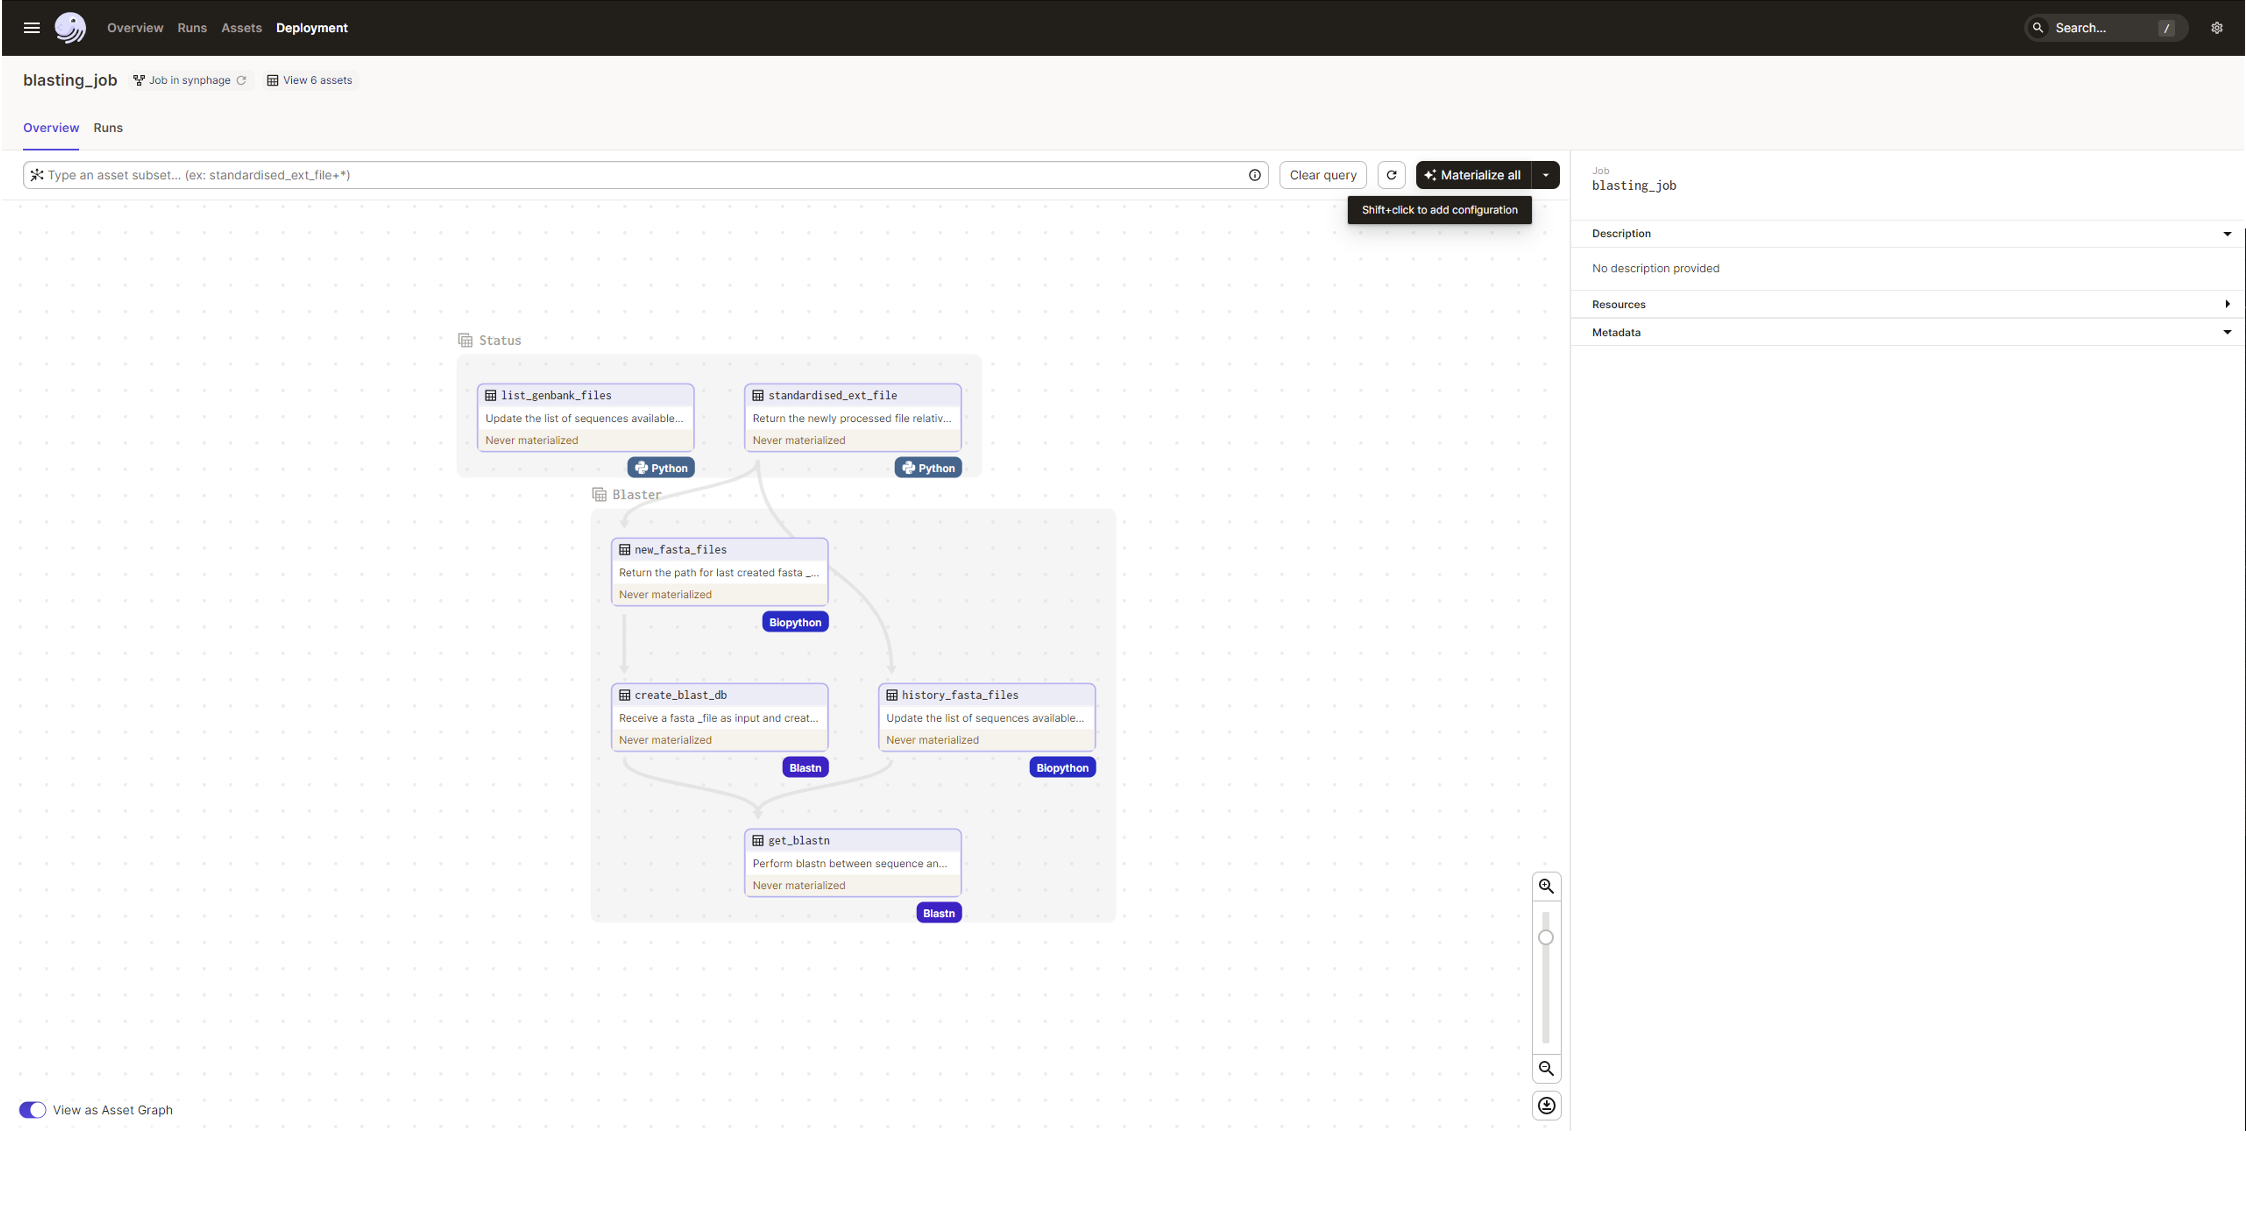 Overview Runs Assets Deployment Search... /
blasting_job Job in synphage View 6 assets
Overview Runs
Type an asset subset... (ex: standardised_ext_file+*) Clear query Materialize all
Shift+click to add configuration
Job
blasting_job
Description
No description provided
Resources
Metadata
Status
list_genbank_files
Update the list of sequences available...
Never materialized
Python
standardised_ext_file
Return the newly processed file relativ...
Never materialized
Python
Blaster
new_fasta_files
Return the path for last created fasta _...
Never materialized
Biopython
create_blast_db
Receive a fasta _file as input and creat...
Never materialized
Blastn
history_fasta_files
Update the list of sequences available...
Never materialized
Biopython
get_blastn
Perform blastn between sequence an...
Never materialized
Blastn
View as Asset Graph